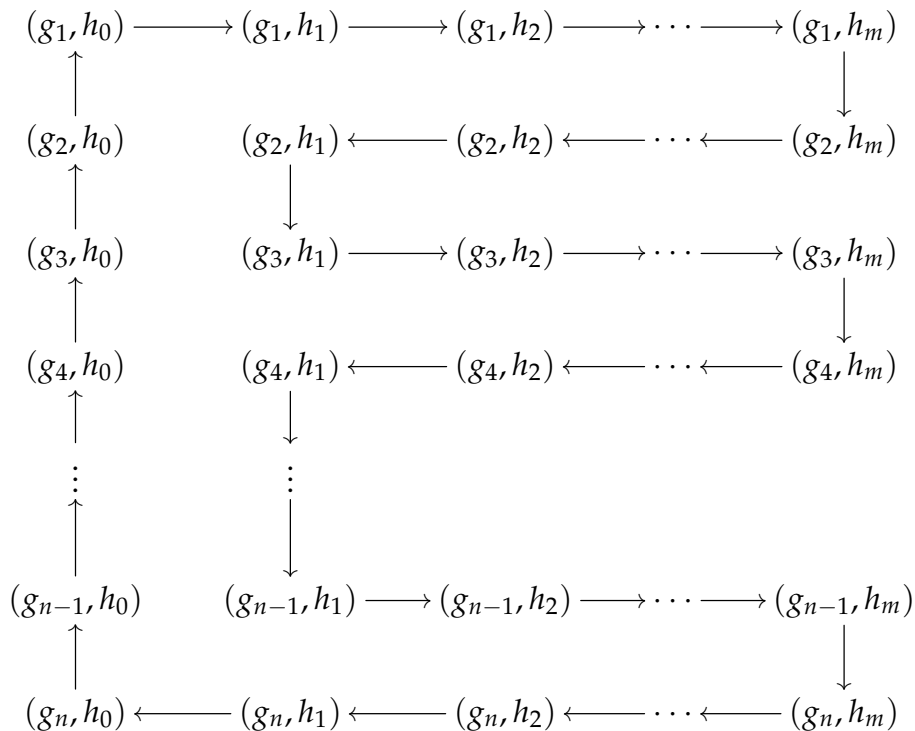 (g₁, h₀) (g₁, h₁) (g₁, h₂) ⋯ (g₁, hₘ)
(g₂, h₀) (g₂, h₁) (g₂, h₂) ⋯ (g₂, hₘ)
(g₃, h₀) (g₃, h₁) (g₃, h₂) ⋯ (g₃, hₘ)
(g₄, h₀) (g₄, h₁) (g₄, h₂) ⋯ (g₄, hₘ)
⋮ ⋮
(gₙ₋₁, h₀) (gₙ₋₁, h₁) (gₙ₋₁, h₂) ⋯ (gₙ₋₁, hₘ)
(gₙ, h₀) (gₙ, h₁) (gₙ, h₂) ⋯ (gₙ, hₘ)